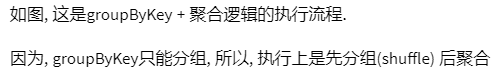 如图, 这是groupByKey + 聚合逻辑的执行流程.
因为, groupByKey只能分组, 所以, 执行上是先分组(shuffle) 后聚合